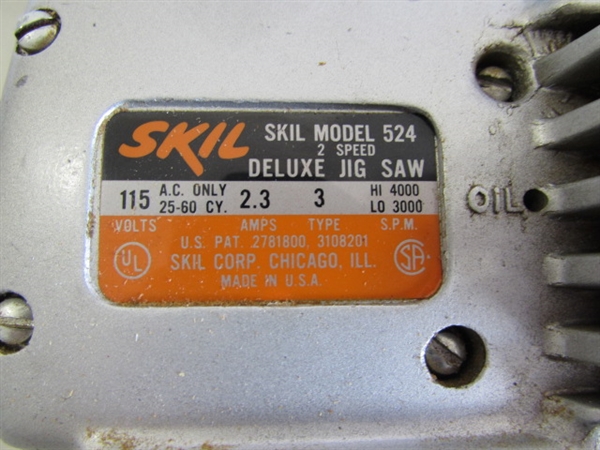 SKIL
SKIL MODEL 524
2 SPEED
DELUXE JIG SAW
115 A.C. ONLY 25-60 CY. 2.3 3 HI 4000 LO 3000
VOLTS AMPS TYPE S.P.M.
U.S. PAT. 2781800, 3108201
UL SKIL CORP. CHICAGO, ILL. SA
MADE IN U.S.A.
OIL